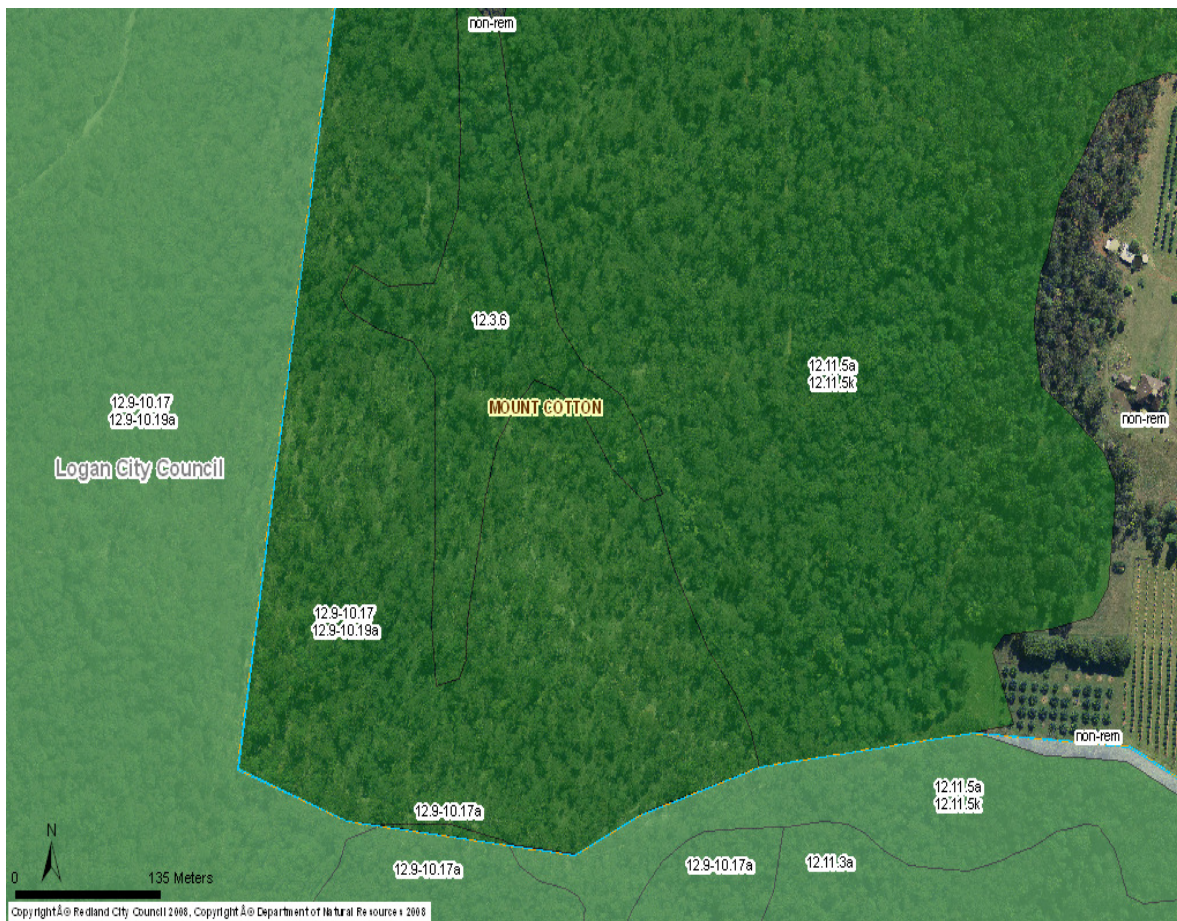 non-rem
12.3.6
12.11.5a
12.11.5k
12.9-10.17
12.9-10.19a
MOUNT COTTON
non-rem
Logan City Council
12.9-10.17
12.9-10.19a
non-rem
12.11.5a
12.11.5k
12.9-10.17a
12.9-10.17a
12.9-10.17a
12.11.3a
N
0 135 Meters
CopyrightÂ© Redland City Council 2008, CopyrightÂ© Department of Natural Resources 2008